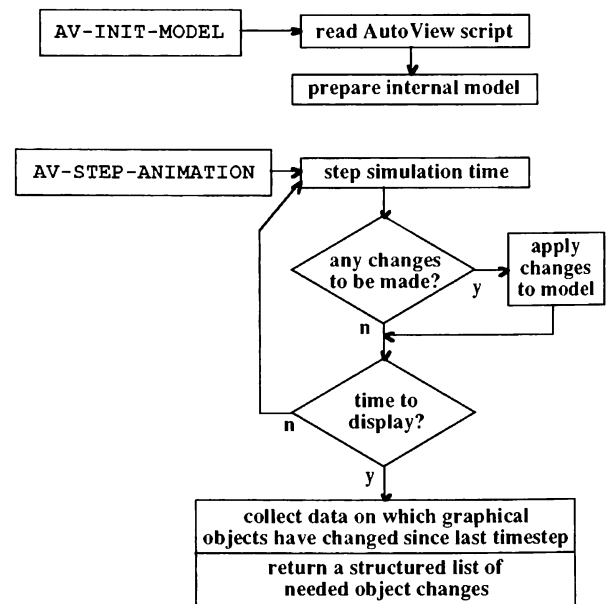 AV-INIT-MODEL
read AutoView script
prepare internal model
AV-STEP-ANIMATION
step simulation time
any changes
to be made?
y
apply
changes
to model
n
time to
display?
n
y
collect data on which graphical
objects have changed since last timestep
return a structured list of
needed object changes